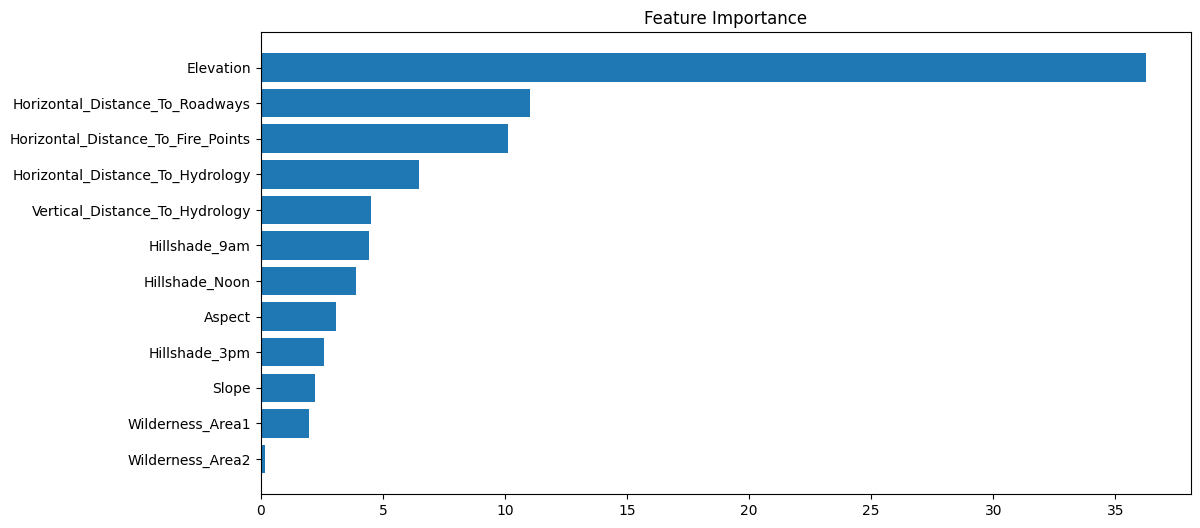 Feature Importance
Elevation
Horizontal_Distance_To_Roadways
Horizontal_Distance_To_Fire_Points
Horizontal_Distance_To_Hydrology
Vertical_Distance_To_Hydrology
Hillshade_9am
Hillshade_Noon
Aspect
Hillshade_3pm
Slope
Wilderness_Area1
Wilderness_Area2
0 5 10 15 20 25 30 35